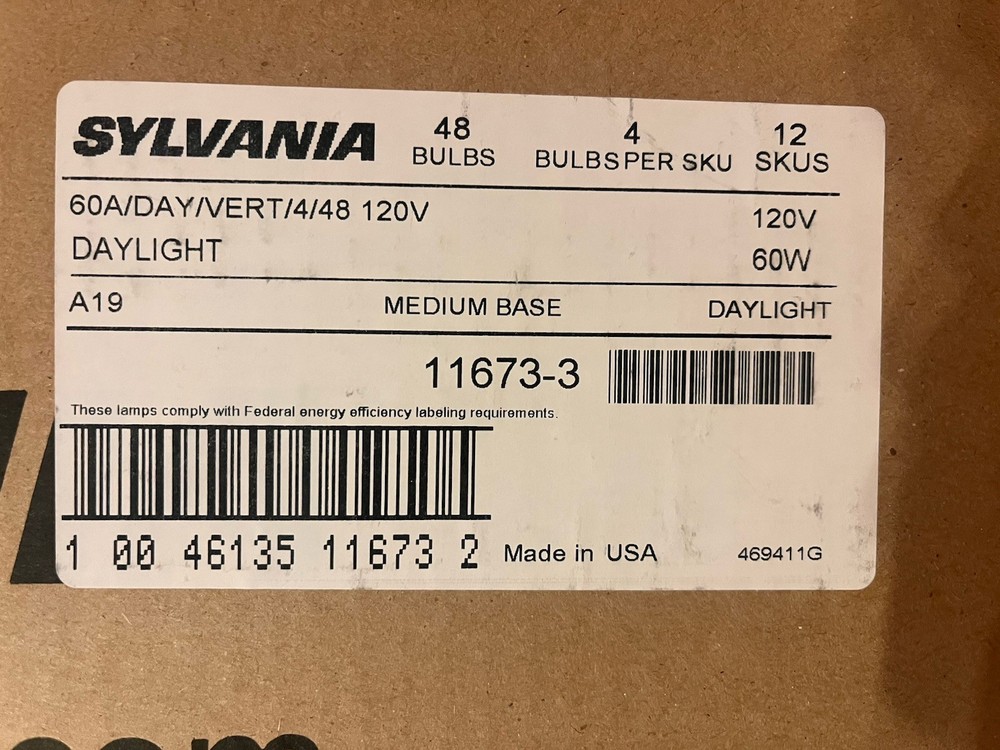 SYLVANIA
48 4 12
BULBS BULBS PER SKU SKUS
60A/DAY/VERT/4/48 120V 120V
DAYLIGHT 60W
A19 MEDIUM BASE DAYLIGHT
11673-3
These lamps comply with Federal energy efficiency labeling requirements.
1 00 46135 11673 2 Made in USA 469411G
com